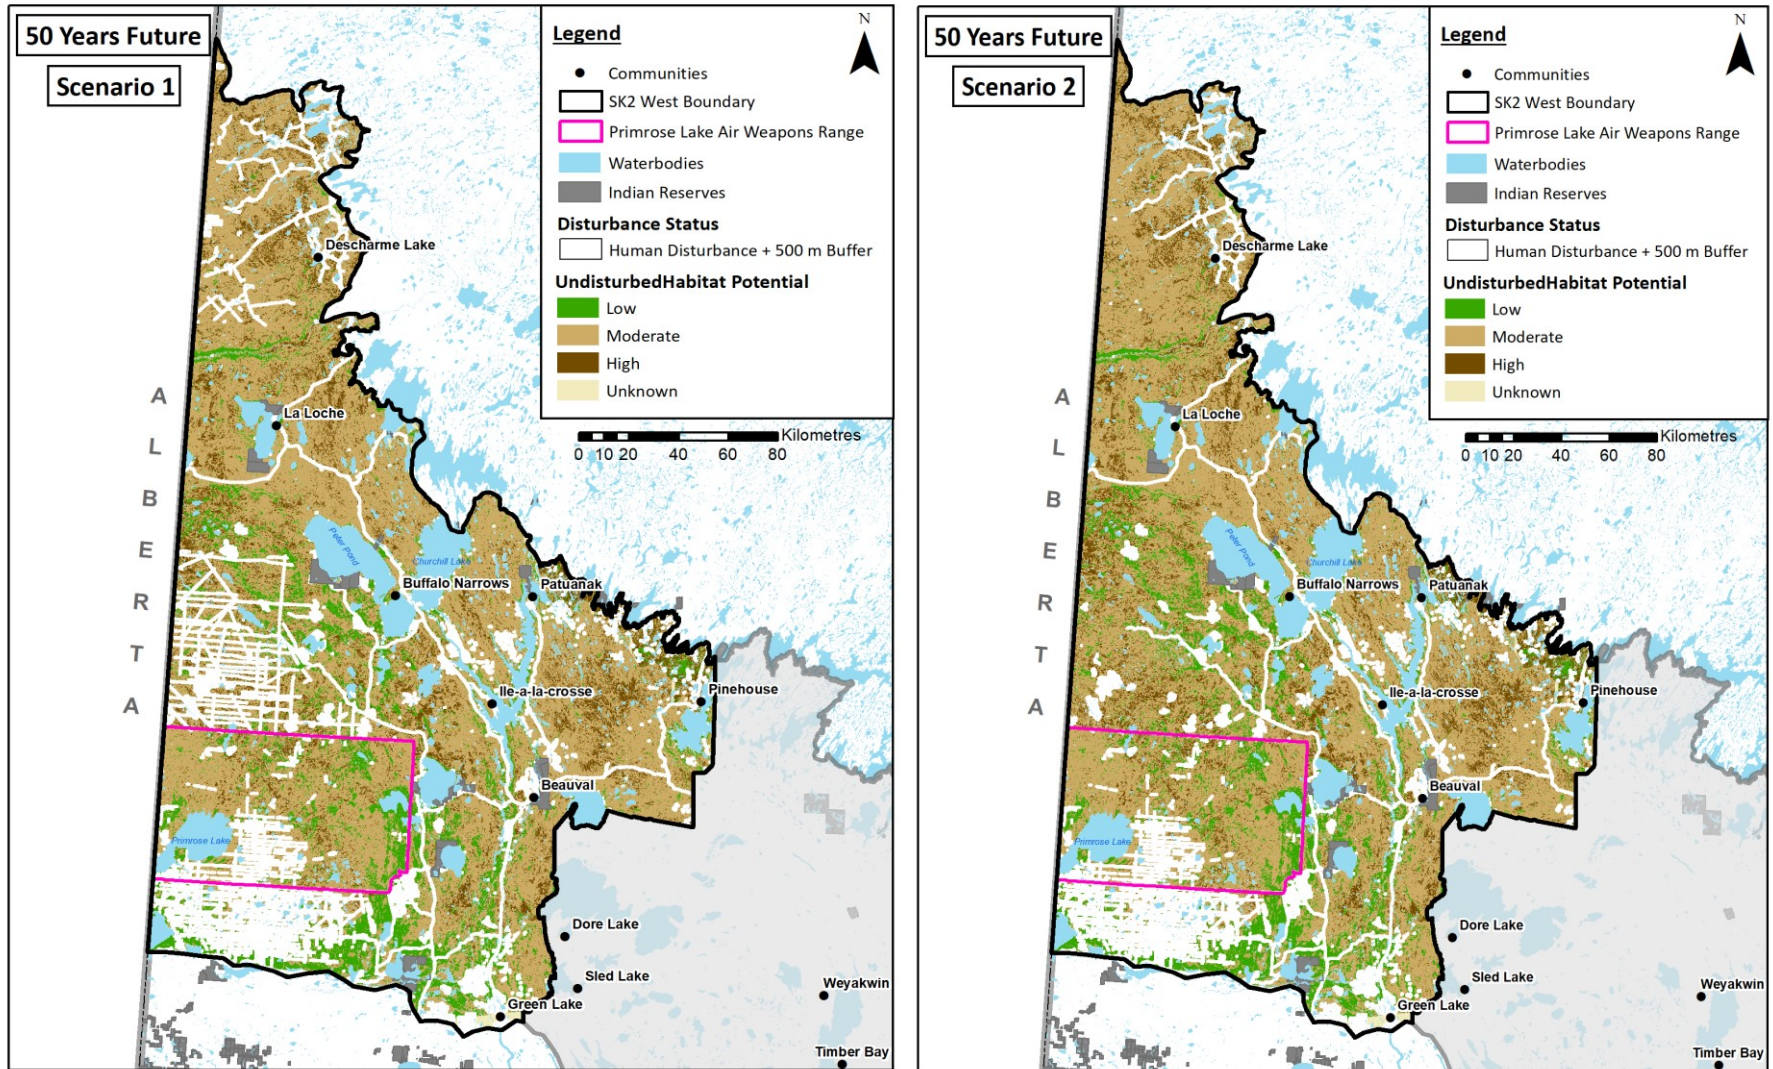 50 Years Future
Scenario 1
Legend
Communities
SK2 West Boundary
Primrose Lake Air Weapons Range
Waterbodies
Indian Reserves
Disturbance Status
Human Disturbance + 500 m Buffer
UndisturbedHabitat Potential
Low
Moderate
High
Unknown
N
Kilometres
0 10 20 40 60 80
A
L
B
E
R
T
A
Descharme Lake
La Loche
Peter Pond
Churchill Lake
Buffalo Narrows
Patuanak
Ile-a-la-crosse
Pinehouse
Beauval
Primrose Lake
Dore Lake
Sled Lake
Green Lake
Weyakwin
Timber Bay
50 Years Future
Scenario 2
Legend
Communities
SK2 West Boundary
Primrose Lake Air Weapons Range
Waterbodies
Indian Reserves
Disturbance Status
Human Disturbance + 500 m Buffer
UndisturbedHabitat Potential
Low
Moderate
High
Unknown
N
Kilometres
0 10 20 40 60 80
A
L
B
E
R
T
A
Descharme Lake
La Loche
Peter Pond
Churchill Lake
Buffalo Narrows
Patuanak
Ile-a-la-crosse
Pinehouse
Beauval
Primrose Lake
Dore Lake
Sled Lake
Green Lake
Weyakwin
Timber Bay